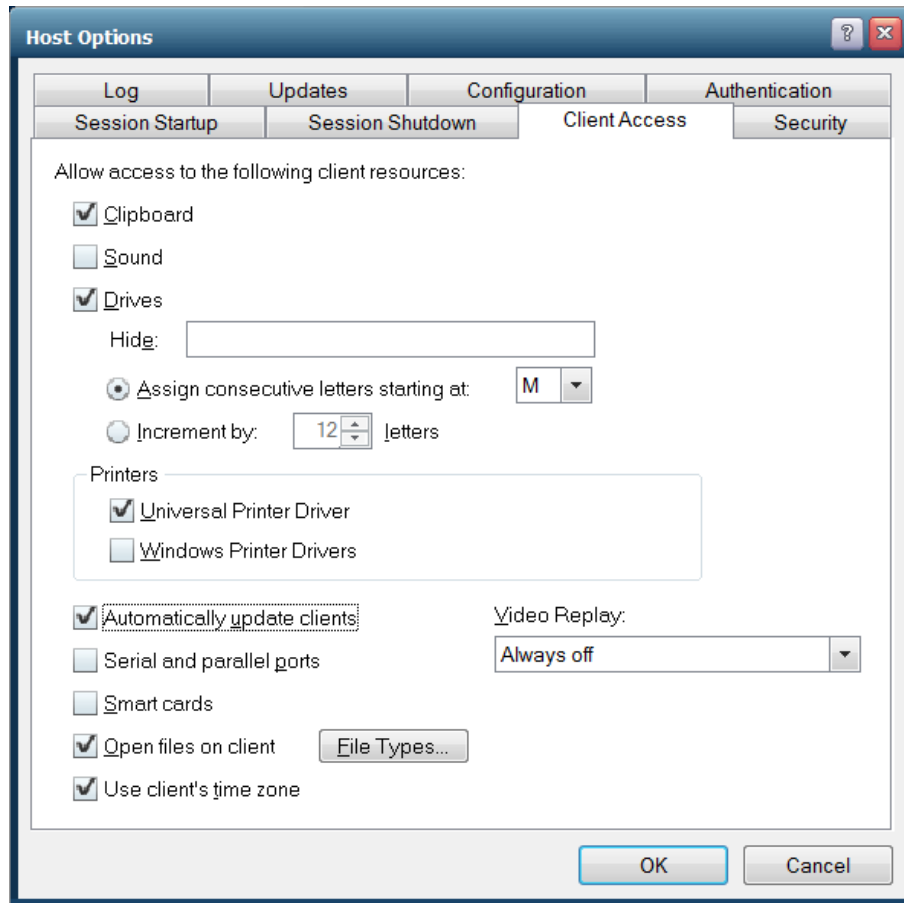 Host Options
Log Updates Configuration Authentication
Session Startup Session Shutdown Client Access Security
Allow access to the following client resources:
Clipboard
Sound
Drives
Hide:
Assign consecutive letters starting at: M
Increment by: 12 letters
Printers
Universal Printer Driver
Windows Printer Drivers
Automatically update clients Video Replay:
Serial and parallel ports Always off
Smart cards
Open files on client File Types...
Use client's time zone
OK Cancel